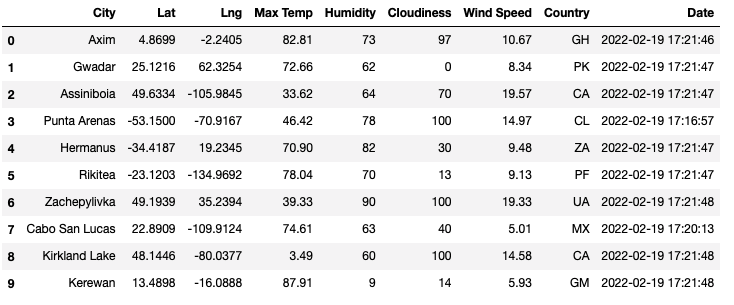 City Lat Lng Max Temp Humidity Cloudiness Wind Speed Country Date
0 Axim 4.8699 -2.2405 82.81 73 97 10.67 GH 2022-02-19 17:21:46
1 Gwadar 25.1216 62.3254 72.66 62 0 8.34 PK 2022-02-19 17:21:47
2 Assiniboia 49.6334 -105.9845 33.62 64 70 19.57 CA 2022-02-19 17:21:47
3 Punta Arenas -53.1500 -70.9167 46.42 78 100 14.97 CL 2022-02-19 17:16:57
4 Hermanus -34.4187 19.2345 70.90 82 30 9.48 ZA 2022-02-19 17:21:47
5 Rikitea -23.1203 -134.9692 78.04 70 13 9.13 PF 2022-02-19 17:21:47
6 Zachepylivka 49.1939 35.2394 39.33 90 100 19.33 UA 2022-02-19 17:21:48
7 Cabo San Lucas 22.8909 -109.9124 74.61 63 40 5.01 MX 2022-02-19 17:20:13
8 Kirkland Lake 48.1446 -80.0377 3.49 60 100 14.58 CA 2022-02-19 17:21:48
9 Kerewan 13.4898 -16.0888 87.91 9 14 5.93 GM 2022-02-19 17:21:48